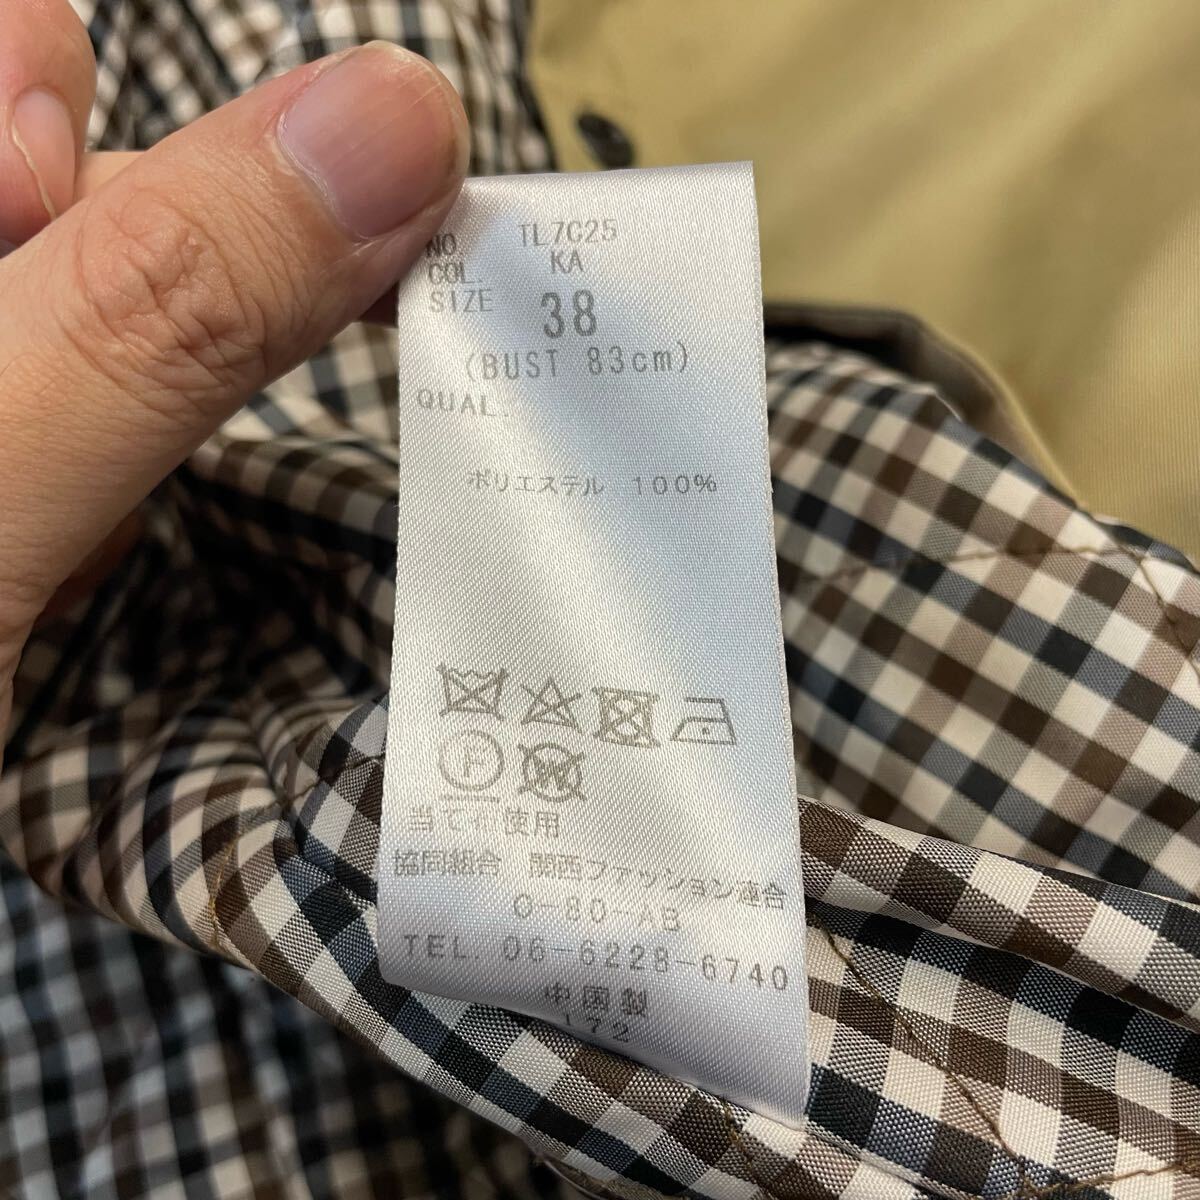 NO TL7C25
COL KA
SIZE 38
(BUST 83cm)
QUAL.
ポリエステル 100%
P
W
当て布使用
協同組合 関西ファッション連合
O-80-AB
TEL 06-6228-6740
中国製
172